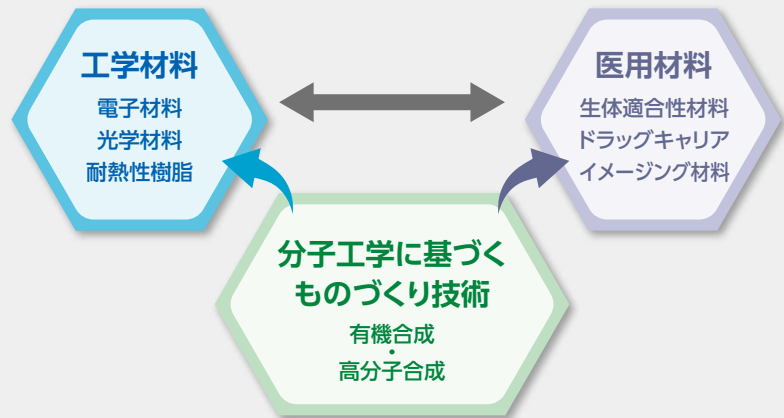 工学材料
電子材料
光学材料
耐熱性樹脂
医用材料
生体適合性材料
ドラッグキャリア
イメージング材料
分子工学に基づく
ものづくり技術
有機合成
・
高分子合成